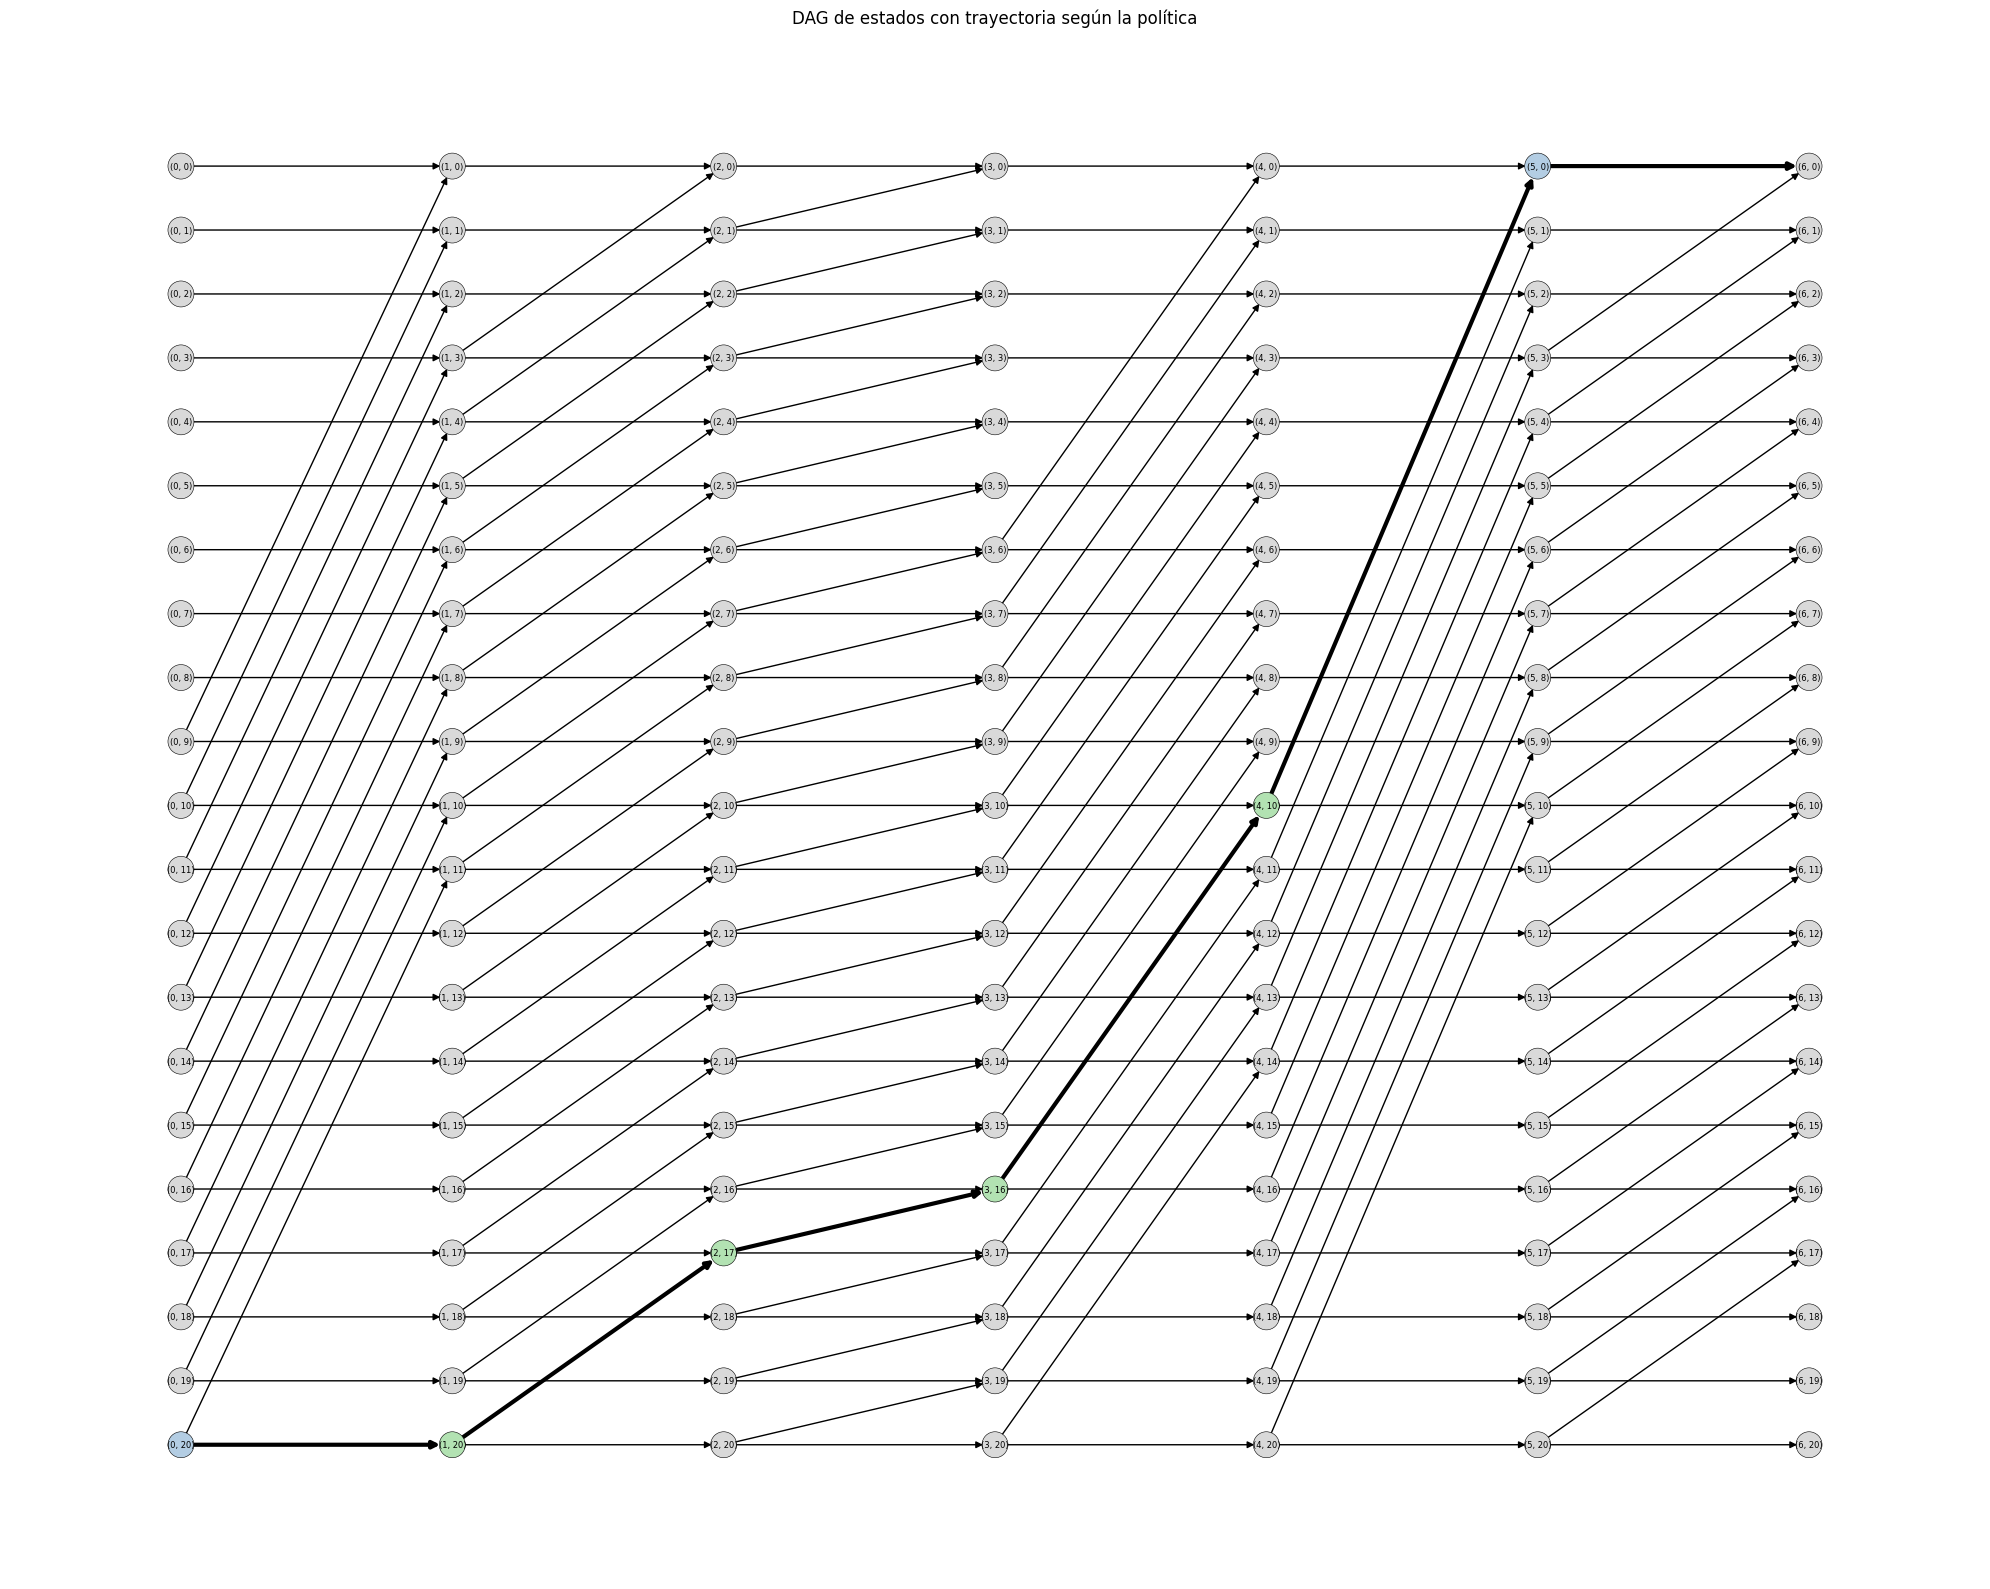 DAG de estados con trayectoria según la política
(0, 0) (1, 0) (2, 0) (3, 0) (4, 0) (5, 0) (6, 0)
(0, 1) (1, 1) (2, 1) (3, 1) (4, 1) (5, 1) (6, 1)
(0, 2) (1, 2) (2, 2) (3, 2) (4, 2) (5, 2) (6, 2)
(0, 3) (1, 3) (2, 3) (3, 3) (4, 3) (5, 3) (6, 3)
(0, 4) (1, 4) (2, 4) (3, 4) (4, 4) (5, 4) (6, 4)
(0, 5) (1, 5) (2, 5) (3, 5) (4, 5) (5, 5) (6, 5)
(0, 6) (1, 6) (2, 6) (3, 6) (4, 6) (5, 6) (6, 6)
(0, 7) (1, 7) (2, 7) (3, 7) (4, 7) (5, 7) (6, 7)
(0, 8) (1, 8) (2, 8) (3, 8) (4, 8) (5, 8) (6, 8)
(0, 9) (1, 9) (2, 9) (3, 9) (4, 9) (5, 9) (6, 9)
(0, 10) (1, 10) (2, 10) (3, 10) (4, 10) (5, 10) (6, 10)
(0, 11) (1, 11) (2, 11) (3, 11) (4, 11) (5, 11) (6, 11)
(0, 12) (1, 12) (2, 12) (3, 12) (4, 12) (5, 12) (6, 12)
(0, 13) (1, 13) (2, 13) (3, 13) (4, 13) (5, 13) (6, 13)
(0, 14) (1, 14) (2, 14) (3, 14) (4, 14) (5, 14) (6, 14)
(0, 15) (1, 15) (2, 15) (3, 15) (4, 15) (5, 15) (6, 15)
(0, 16) (1, 16) (2, 16) (3, 16) (4, 16) (5, 16) (6, 16)
(0, 17) (1, 17) (2, 17) (3, 17) (4, 17) (5, 17) (6, 17)
(0, 18) (1, 18) (2, 18) (3, 18) (4, 18) (5, 18) (6, 18)
(0, 19) (1, 19) (2, 19) (3, 19) (4, 19) (5, 19) (6, 19)
(0, 20) (1, 20) (2, 20) (3, 20) (4, 20) (5, 20) (6, 20)